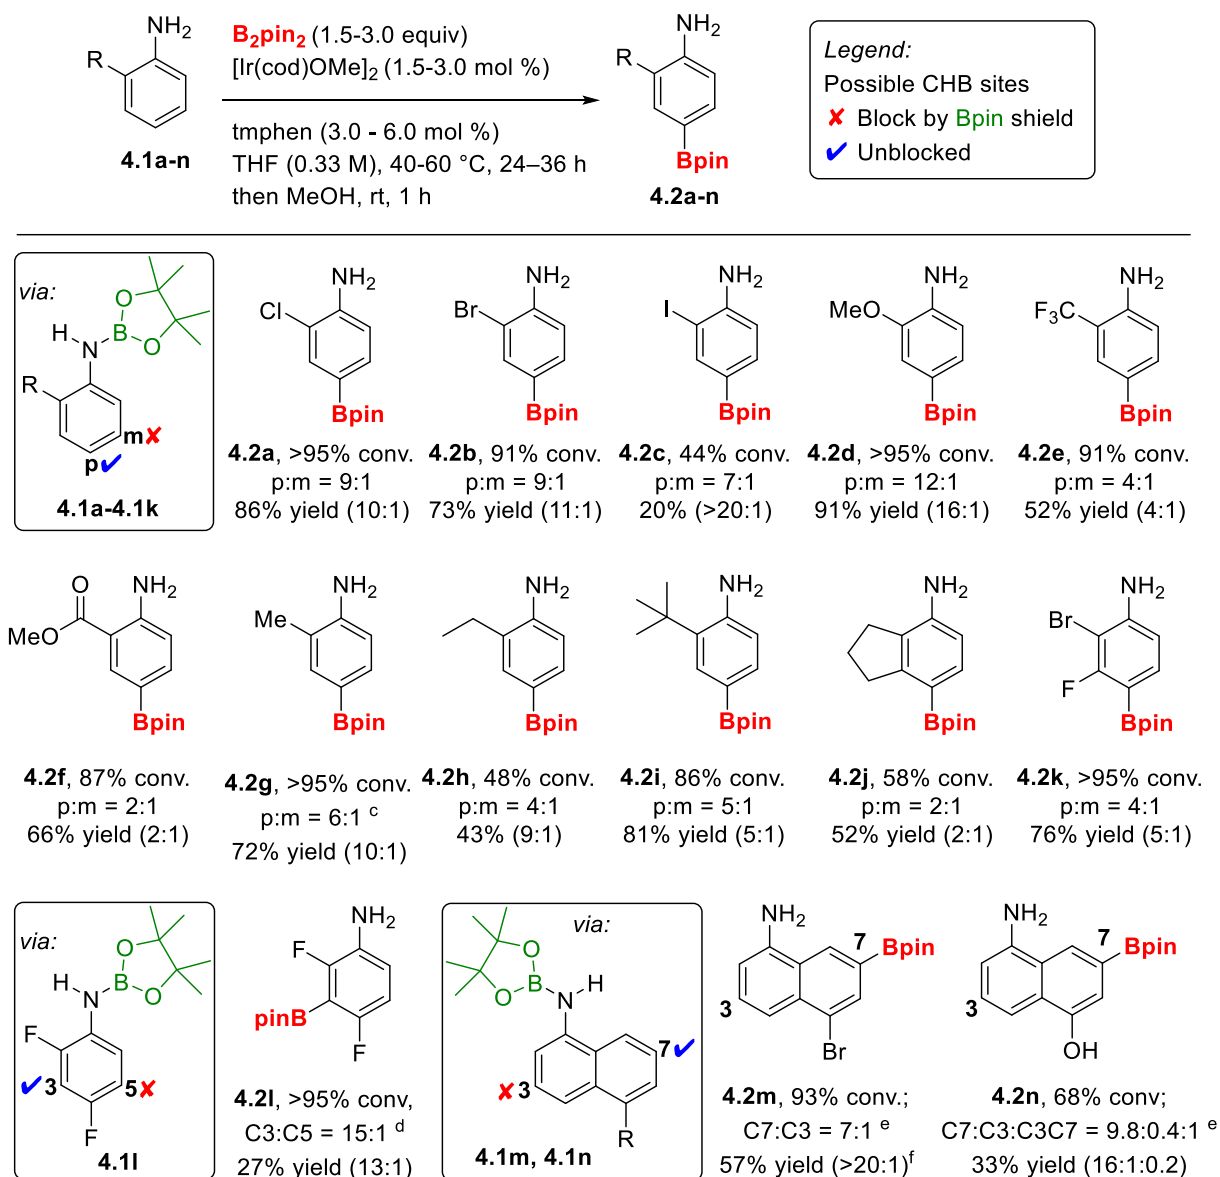 NH2
R
4.1a-n
B2pin2 (1.5-3.0 equiv)
[Ir(cod)OMe]2 (1.5-3.0 mol %)
tmphen (3.0 - 6.0 mol %)
THF (0.33 M), 40-60 °C, 24–36 h
then MeOH, rt, 1 h
NH2
R
Bpin
4.2a-n
Legend:
Possible CHB sites
✘ Block by Bpin shield
✔ Unblocked
via:
O
H B
N O
R
m✘
p✔
4.1a-4.1k
NH2
Cl
Bpin
4.2a, >95% conv.
p:m = 9:1
86% yield (10:1)
NH2
Br
Bpin
4.2b, 91% conv.
p:m = 9:1
73% yield (11:1)
NH2
I
Bpin
4.2c, 44% conv.
p:m = 7:1
20% (>20:1)
NH2
MeO
Bpin
4.2d, >95% conv.
p:m = 12:1
91% yield (16:1)
NH2
F3C
Bpin
4.2e, 91% conv.
p:m = 4:1
52% yield (4:1)
O NH2
MeO
Bpin
4.2f, 87% conv.
p:m = 2:1
66% yield (2:1)
NH2
Me
Bpin
4.2g, >95% conv.
p:m = 6:1 c
72% yield (10:1)
NH2
Bpin
4.2h, 48% conv.
p:m = 4:1
43% (9:1)
NH2
Bpin
4.2i, 86% conv.
p:m = 5:1
81% yield (5:1)
NH2
Bpin
4.2j, 58% conv.
p:m = 2:1
52% yield (2:1)
NH2
Br
F
Bpin
4.2k, >95% conv.
p:m = 4:1
76% yield (5:1)
via:
O
H B
N O
F
✔3 5✘
F
4.1l
NH2
F
pinB
F
4.2l, >95% conv,
C3:C5 = 15:1 d
27% yield (13:1)
via:
O
B H
O N
7✔
✘3
R
4.1m, 4.1n
NH2
7 Bpin
3
Br
4.2m, 93% conv.;
C7:C3 = 7:1 e
57% yield (>20:1)f
NH2
7 Bpin
3
OH
4.2n, 68% conv;
C7:C3:C3C7 = 9.8:0.4:1 e
33% yield (16:1:0.2)